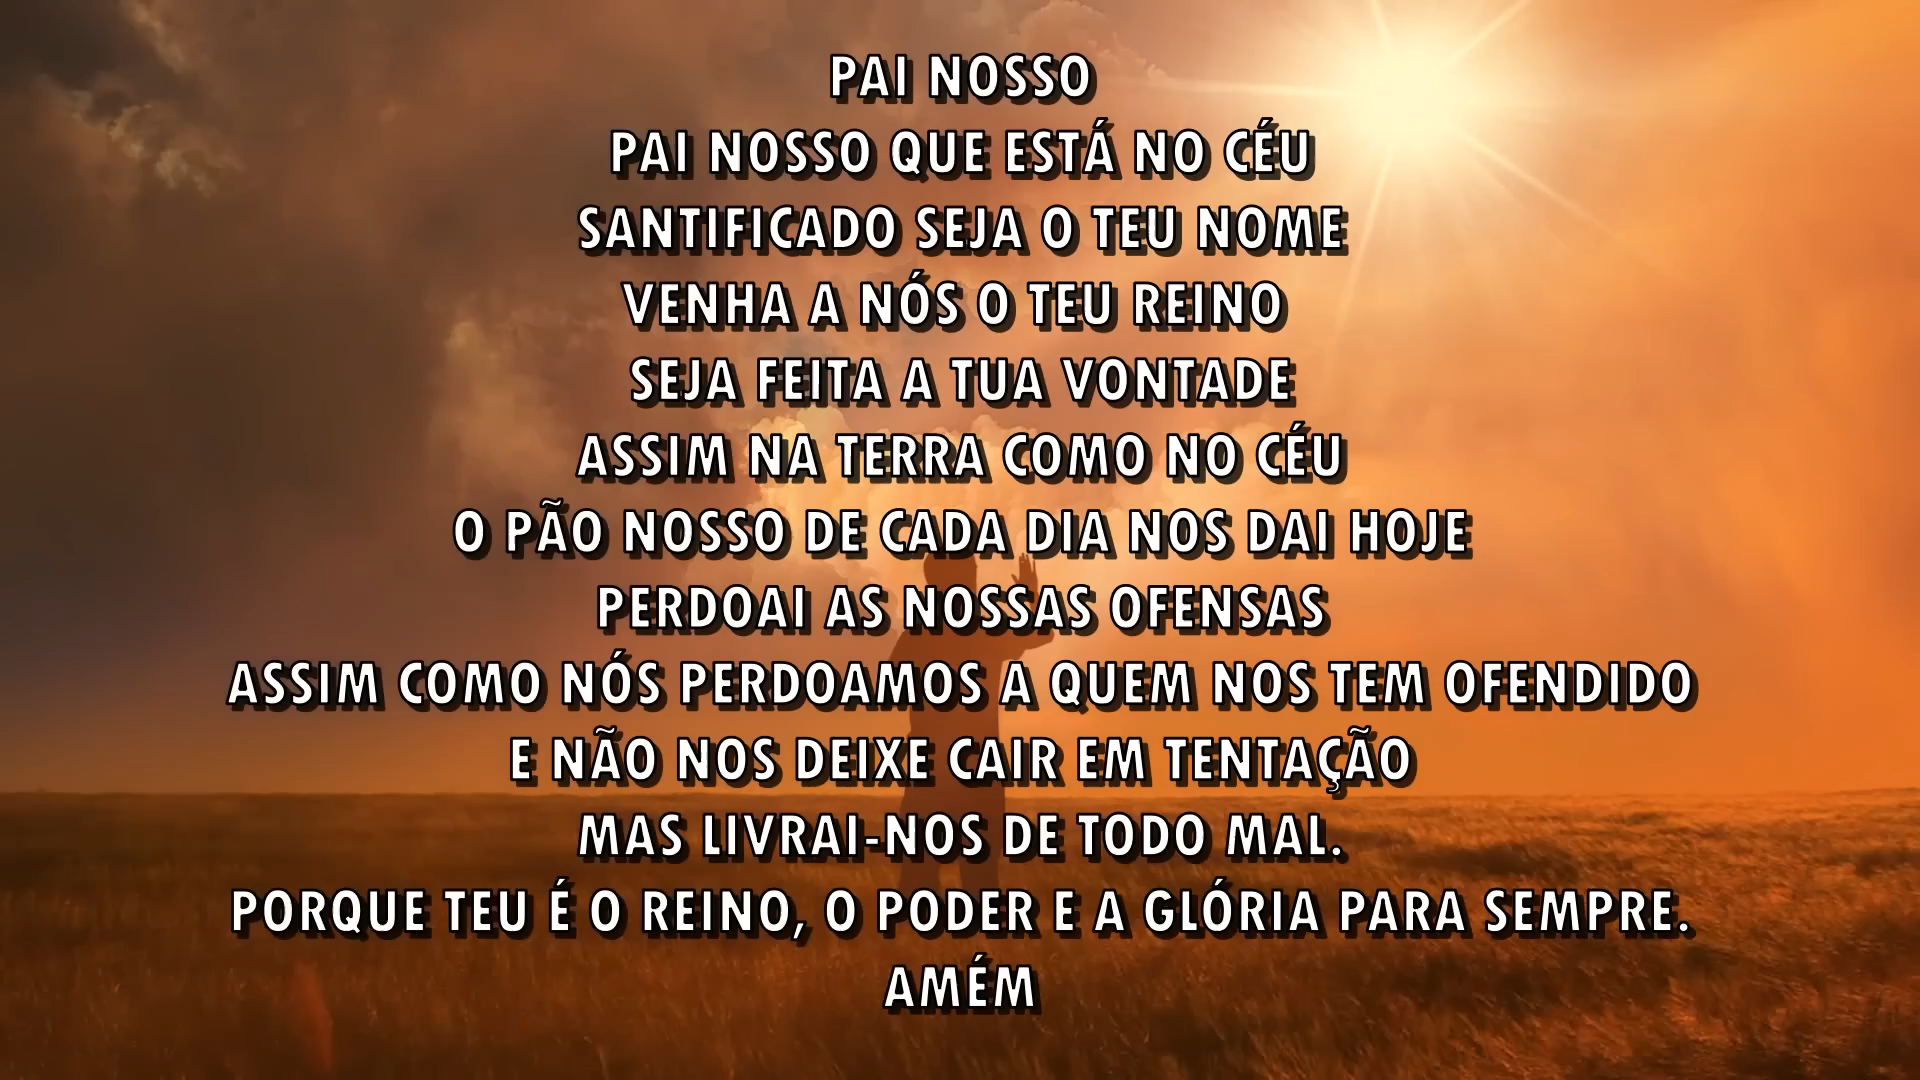 PAI NOSSO
PAI NOSSO QUE ESTÁ NO CÉU
SANTIFICADO SEJA O TEU NOME
VENHA A NÓS O TEU REINO
SEJA FEITA A TUA VONTADE
ASSIM NA TERRA COMO NO CÉU
O PÃO NOSSO DE CADA DIA NOS DAI HOJE
PERDOAI AS NOSSAS OFENSAS
ASSIM COMO NÓS PERDOAMOS A QUEM NOS TEM OFENDIDO
E NÃO NOS DEIXE CAIR EM TENTAÇÃO
MAS LIVRAI-NOS DE TODO MAL.
PORQUE TEU É O REINO, O PODER E A GLÓRIA PARA SEMPRE.
AMÉM